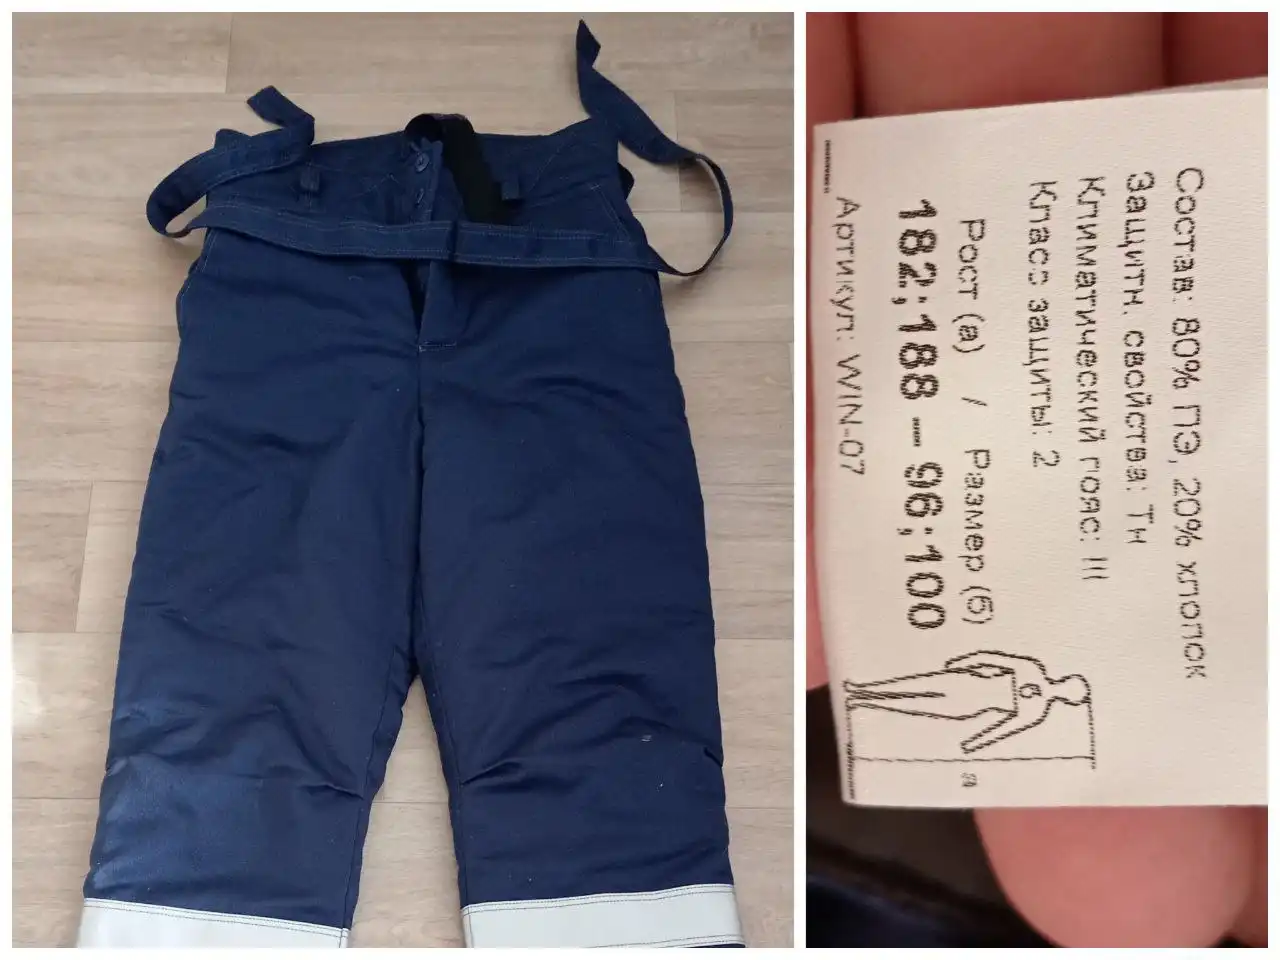 Состав: 80% ПЭ, 20% хлопок
Защитн. свойства: Тн
Климатический пояс: III
Класс защиты: 2
Рост (а) / Размер (б)
182;188 – 96;100
Артикул: WIN-07